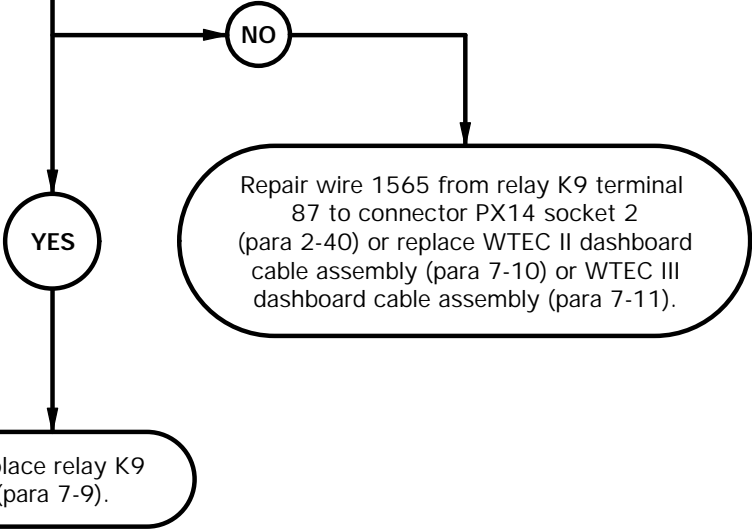 NO
Repair wire 1565 from relay K9 terminal
87 to connector PX14 socket 2
(para 2-40) or replace WTEC II dashboard
cable assembly (para 7-10) or WTEC III
dashboard cable assembly (para 7-11).
YES
relay K9
(para 7-9).